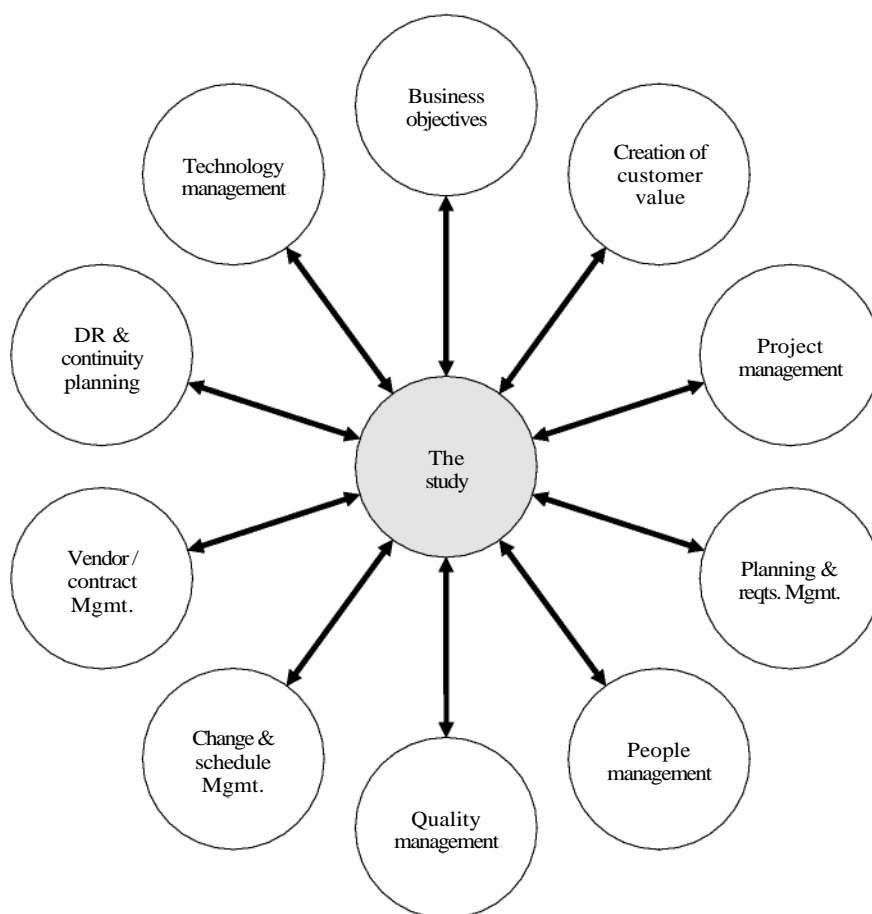 Business
objectives
Creation of
customer
value
Technology
management
Project
management
DR &
continuity
planning
The
study
Planning &
reqts. Mgmt.
Vendor /
contract
Mgmt.
People
management
Change &
schedule
Mgmt.
Quality
management